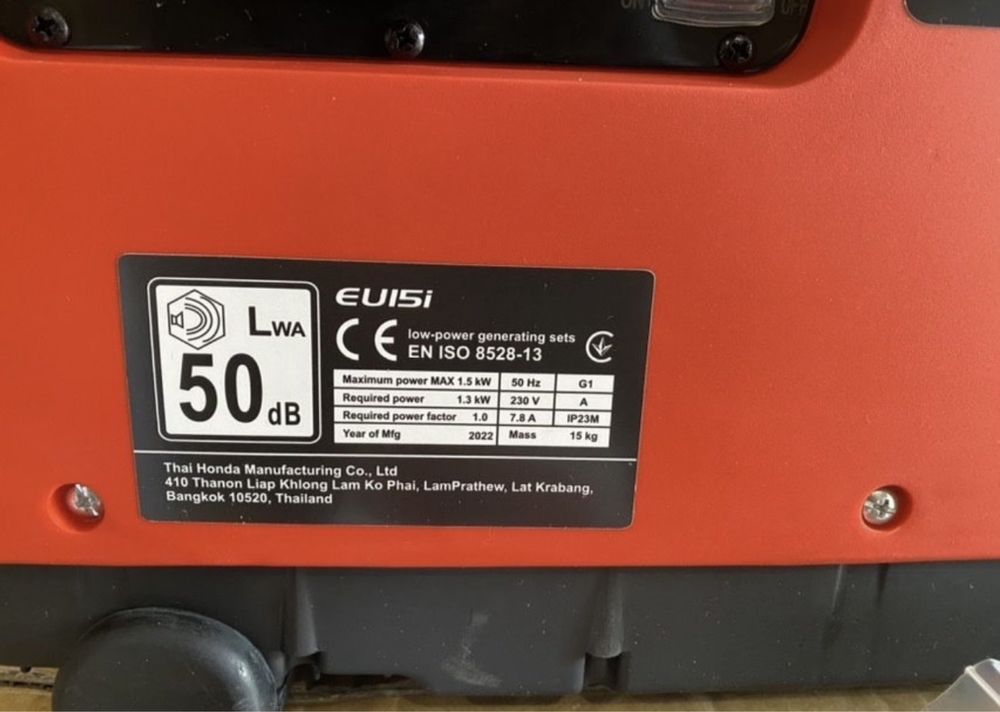 ON OFF
LWA
50 dB
EU15i
CE low-power generating sets
EN ISO 8528-13
Maximum power MAX 1.5 kW 50 Hz G1
Required power 1.3 kW 230 V A
Required power factor 1.0 7.8 A IP23M
Year of Mfg 2022 Mass 15 kg
Thai Honda Manufacturing Co., Ltd
410 Thanon Liap Khlong Lam Ko Phai, LamPrathew, Lat Krabang,
Bangkok 10520, Thailand